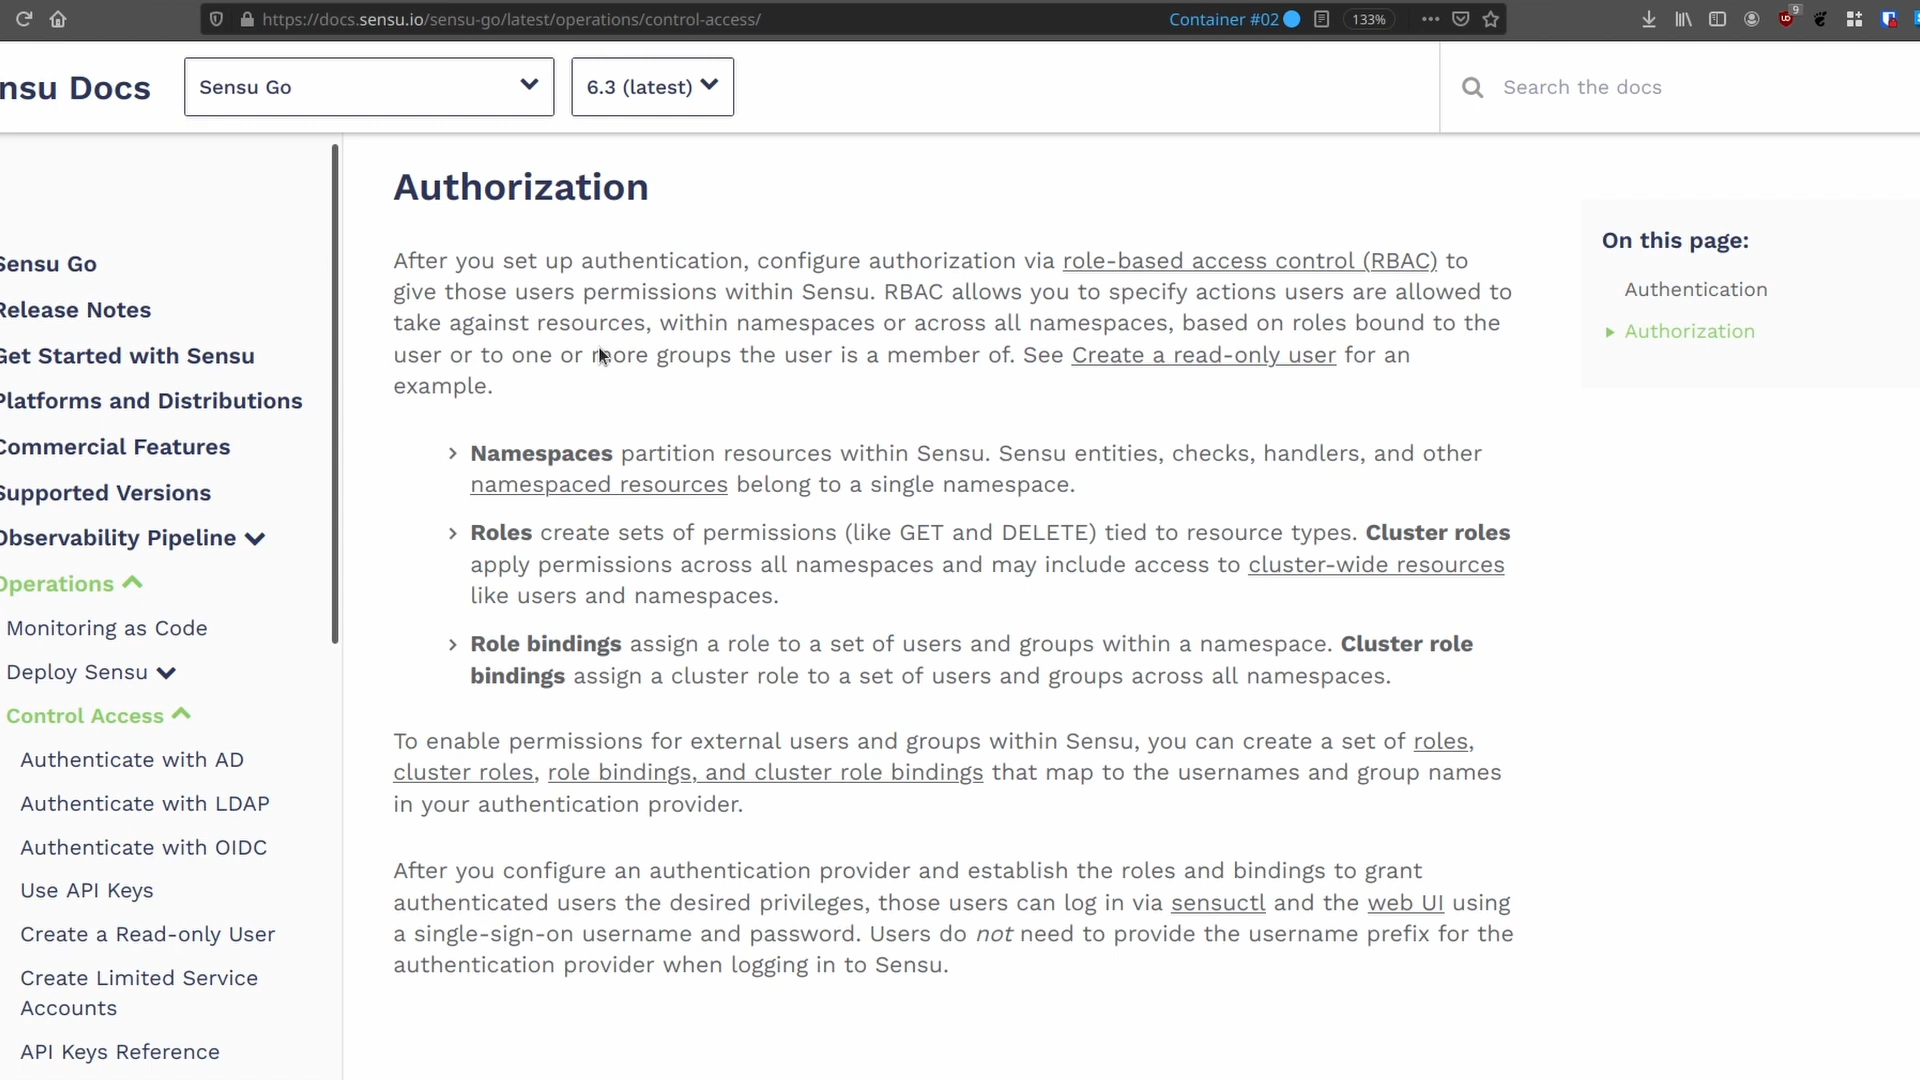 https://docs.sensu.io/sensu-go/latest/operations/control-access/
Container #02
133%
9
nsu Docs
Sensu Go
6.3 (latest)
Search the docs
Sensu Go
Release Notes
Get Started with Sensu
Platforms and Distributions
Commercial Features
Supported Versions
Observability Pipeline
Operations
Monitoring as Code
Deploy Sensu
Control Access
Authenticate with AD
Authenticate with LDAP
Authenticate with OIDC
Use API Keys
Create a Read-only User
Create Limited Service
Accounts
API Keys Reference
Authorization
After you set up authentication, configure authorization via role-based access control (RBAC) to
give those users permissions within Sensu. RBAC allows you to specify actions users are allowed to
take against resources, within namespaces or across all namespaces, based on roles bound to the
user or to one or more groups the user is a member of. See Create a read-only user for an
example.
Namespaces partition resources within Sensu. Sensu entities, checks, handlers, and other
namespaced resources belong to a single namespace.
Roles create sets of permissions (like GET and DELETE) tied to resource types. Cluster roles
apply permissions across all namespaces and may include access to cluster-wide resources
like users and namespaces.
Role bindings assign a role to a set of users and groups within a namespace. Cluster role
bindings assign a cluster role to a set of users and groups across all namespaces.
To enable permissions for external users and groups within Sensu, you can create a set of roles,
cluster roles, role bindings, and cluster role bindings that map to the usernames and group names
in your authentication provider.
After you configure an authentication provider and establish the roles and bindings to grant
authenticated users the desired privileges, those users can log in via sensuctl and the web UI using
a single-sign-on username and password. Users do not need to provide the username prefix for the
authentication provider when logging in to Sensu.
On this page:
Authentication
Authorization